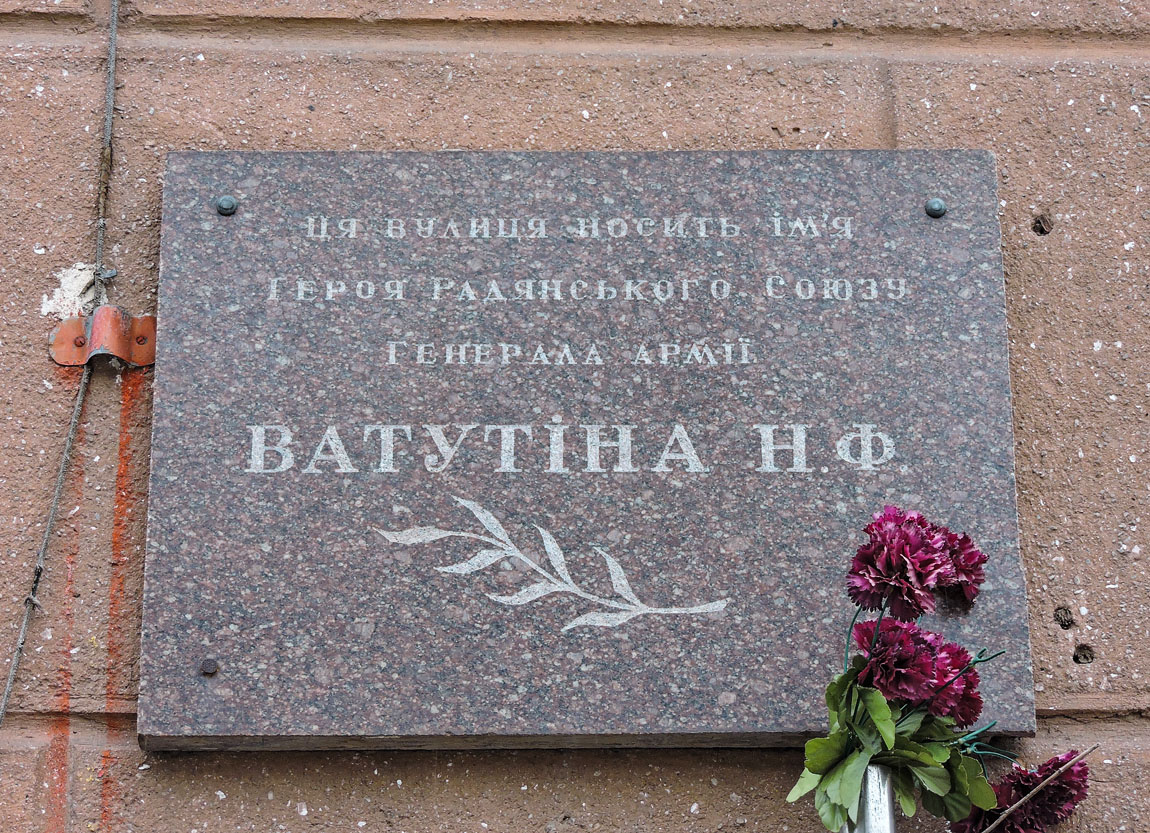 Ця вулиця носить ім'я
Героя Радянського Союзу
Генерала армії
ВАТУТІНА Н.Ф